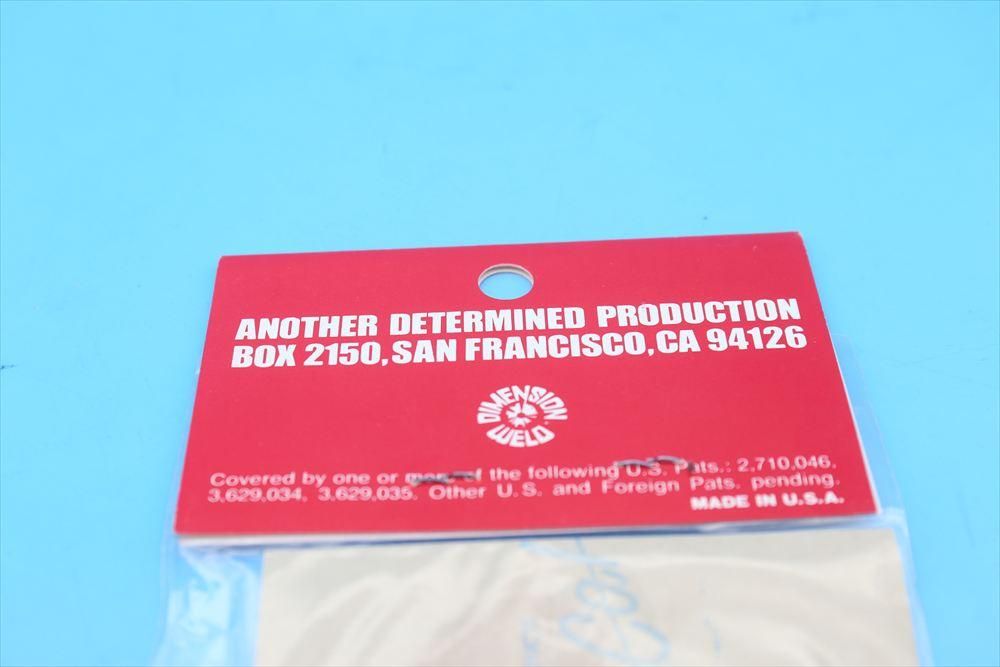 ANOTHER DETERMINED PRODUCTION
BOX 2150, SAN FRANCISCO, CA 94126
DIMENSION
WELD
Covered by one or more of the following U.S. Pats.: 2,710,046,
3,629,034, 3,629,035. Other U.S. and Foreign Pats. pending.
MADE IN U.S.A.